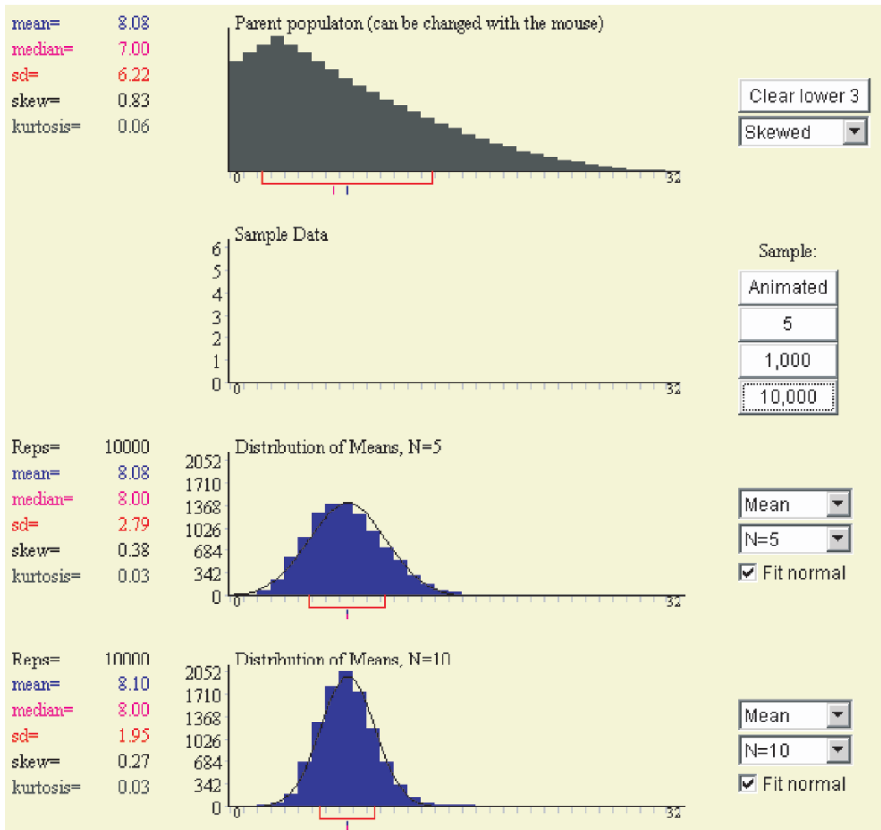 mean= 8.08
median= 7.00
sd= 6.22
skew= 0.83
kurtosis= 0.06
Parent populaton (can be changed with the mouse)
0 32
Clear lower 3
Skewed
Sample Data
6
5
4
3
2
1
0
0 32
Sample:
Animated
5
1,000
10,000
Reps= 10000
mean= 8.08
median= 8.00
sd= 2.79
skew= 0.38
kurtosis= 0.03
Distribution of Means, N=5
2052
1710
1368
1026
684
342
0
0 32
Mean
N=5
Fit normal
Reps= 10000
mean= 8.10
median= 8.00
sd= 1.95
skew= 0.27
kurtosis= 0.03
Distribution of Means, N=10
2052
1710
1368
1026
684
342
0
0 32
Mean
N=10
Fit normal